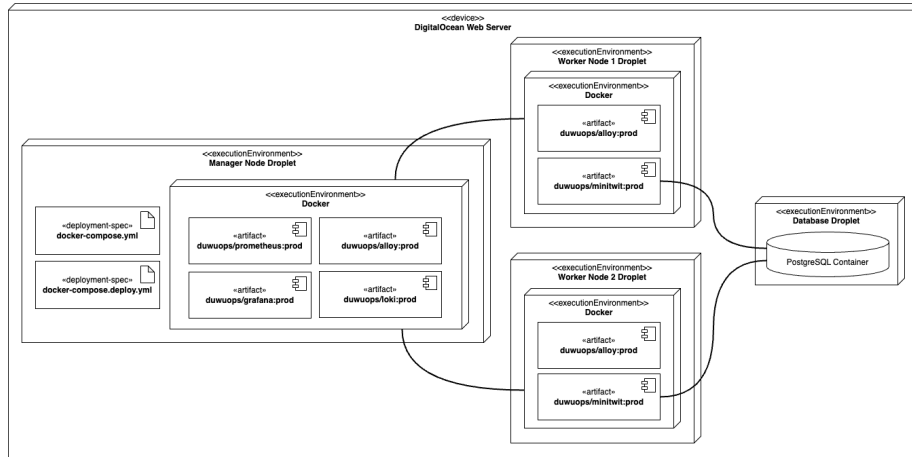 <<device>>
DigitalOcean Web Server
<<executionEnvironment>>
Manager Node Droplet
«deployment-spec»
docker-compose.yml
«deployment-spec»
docker-compose.deploy.yml
<<executionEnvironment>>
Docker
«artifact»
duwuops/prometheus:prod
«artifact»
duwuops/alloy:prod
«artifact»
duwuops/grafana:prod
«artifact»
duwuops/loki:prod
<<executionEnvironment>>
Worker Node 1 Droplet
<<executionEnvironment>>
Docker
«artifact»
duwuops/alloy:prod
«artifact»
duwuops/minitwit:prod
<<executionEnvironment>>
Worker Node 2 Droplet
<<executionEnvironment>>
Docker
«artifact»
duwuops/alloy:prod
«artifact»
duwuops/minitwit:prod
<<executionEnvironment>>
Database Droplet
PostgreSQL Container